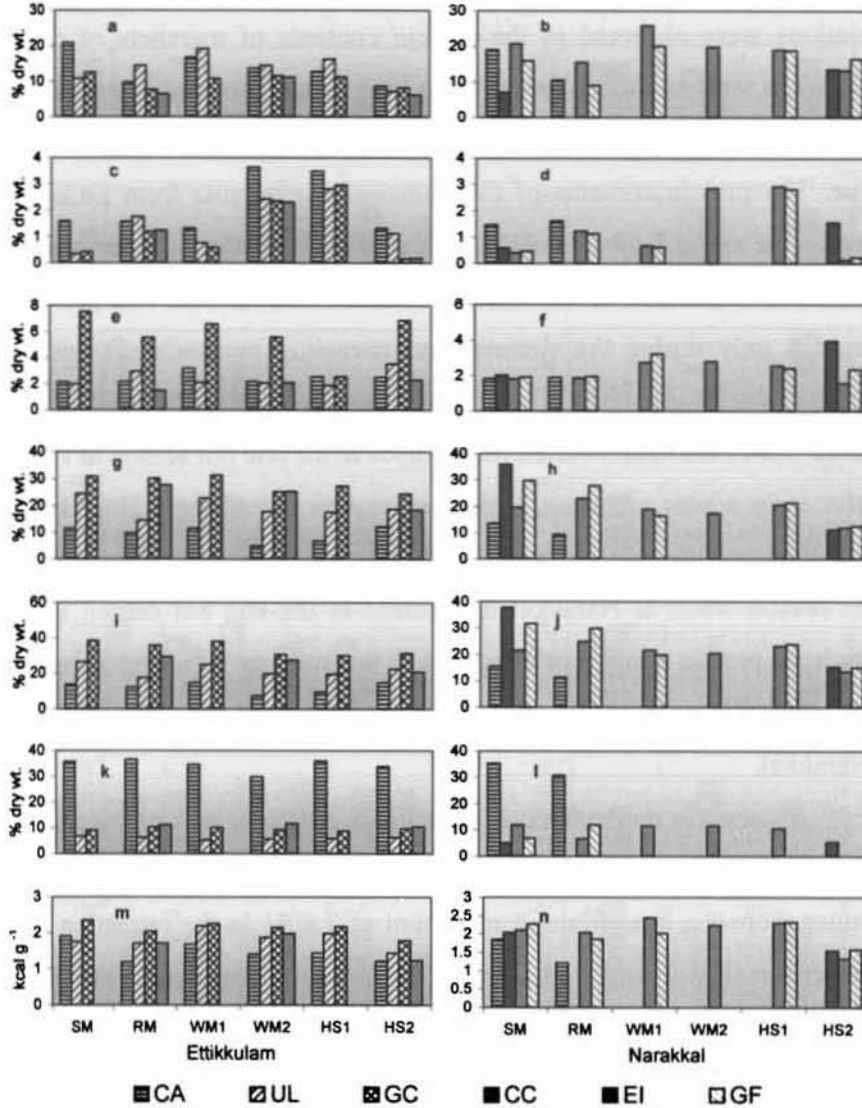 30 a 30 b
% dry wt.
20 20
10 10
0 0
4 c 4 d
% dry wt.
3 3
2 2
1 1
0 0
8 e 6 f
% dry wt.
6 4
4 2
2
0 0
40 g 40 h
% dry wt.
30 30
20 20
10 10
0 0
60 i 40 j
% dry wt.
40 30
20 20
10
0 0
40 k 40 l
% dry wt.
30 30
20 20
10 10
0 0
3 m 3 n
kcal g -1
2 2.5
1 2
1.5
1
0.5
0 0
SM RM WM1 WM2 HS1 HS2 SM RM WM1 WM2 HS1 HS2
Ettikkulam Narakkal
CA UL GC CC EI GF